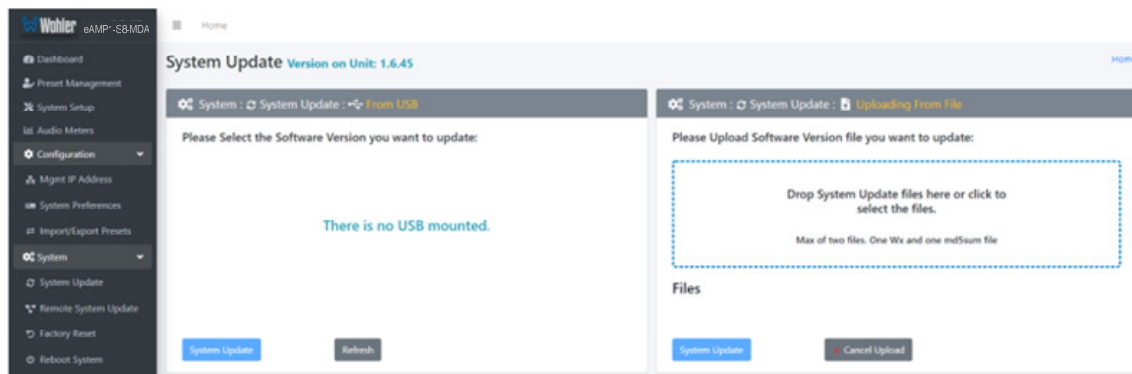 Wohler eAMP1-S8-MDA
Home
Dashboard
Preset Management
System Setup
Audio Meters
Configuration
Mgmt IP Address
System Preferences
Import/Export Presets
System
System Update
Remote System Update
Factory Reset
Reboot System
System Update Version on Unit: 1.6.45
Hom
System : System Update : From USB
Please Select the Software Version you want to update:
There is no USB mounted.
System Update Refresh
System : System Update : Uploading From File
Please Upload Software Version file you want to update:
Drop System Update files here or click to
select the files.
Max of two files. One Wx and one md5sum file
Files
System Update Cancel Upload